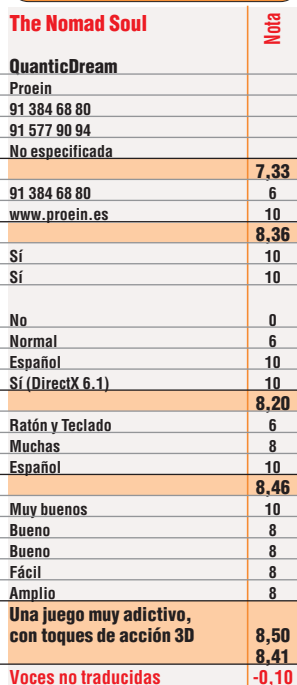 The Nomad Soul Nota
QuanticDream
Proein
91 384 68 80
91 577 90 94
No especificada
7,33
91 384 68 80 6
www.proein.es 10
8,36
Sí 10
Sí 10
No 0
Normal 6
Español 10
Sí (DirectX 6.1) 10
8,20
Ratón y Teclado 6
Muchas 8
Español 10
8,46
Muy buenos 10
Bueno 8
Bueno 8
Fácil 8
Amplio 8
Una juego muy adictivo,
con toques de acción 3D 8,50
8,41
Voces no traducidas -0,10